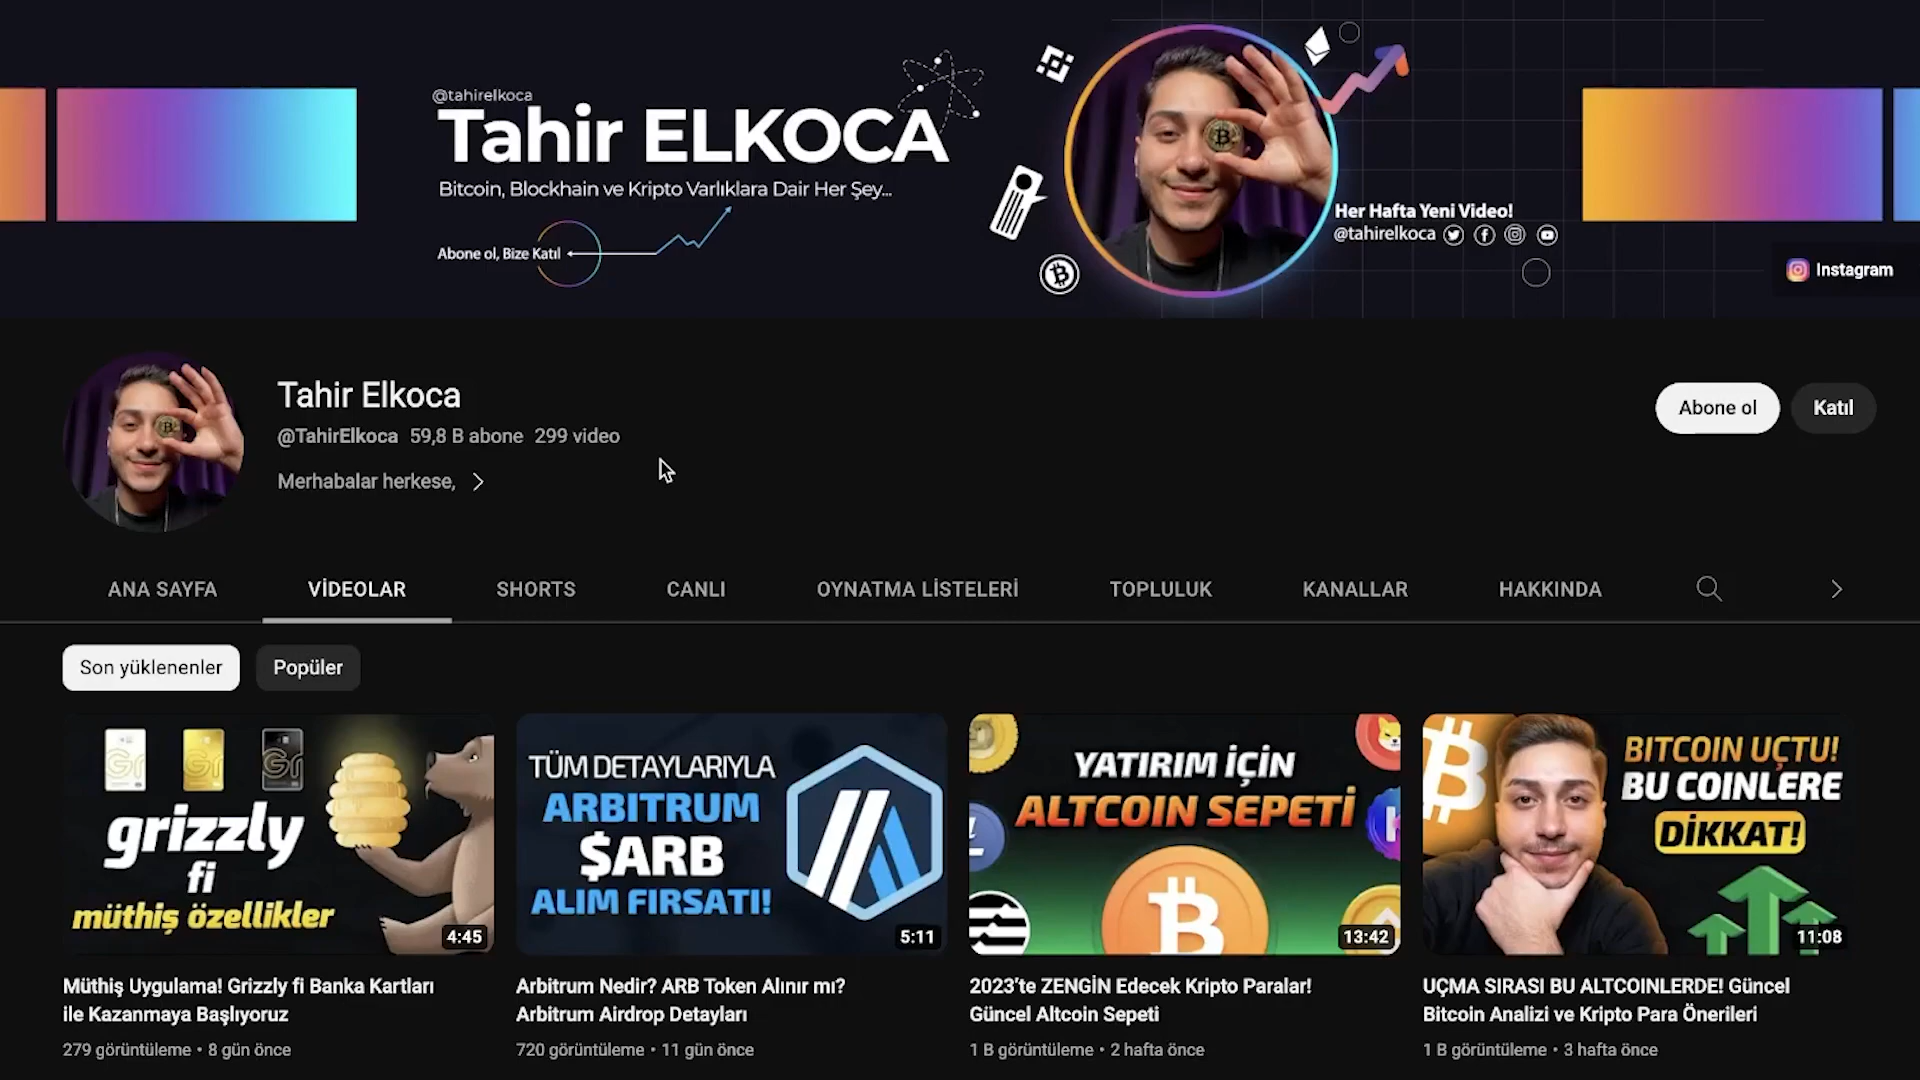 @tahirelkoca
Tahir ELKOCA
Bitcoin, Blockhain ve Kripto Varlıklara Dair Her Şey...
Abone ol, Bize Katıl
Her Hafta Yeni Video!
@tahirelkoca
Instagram
Tahir Elkoca
@TahirElkoca 59,8 B abone 299 video
Merhabalar herkese,
Abone ol
Katıl
ANA SAYFA
VİDEOLAR
SHORTS
CANLI
OYNATMA LİSTELERİ
TOPLULUK
KANALLAR
HAKKINDA
Son yüklenenler
Popüler
grizzly
fi
müthiş özellikler
4:45
TÜM DETAYLARIYLA
ARBITRUM
$ARB
ALIM FIRSATI!
5:11
YATIRIM İÇİN
ALTCOIN SEPETİ
13:42
BITCOIN UÇTU!
BU COINLERE
DİKKAT!
11:08
Müthiş Uygulama! Grizzly fi Banka Kartları
ile Kazanmaya Başlıyoruz
279 görüntüleme • 8 gün önce
Arbitrum Nedir? ARB Token Alınır mı?
Arbitrum Airdrop Detayları
720 görüntüleme • 11 gün önce
2023'te ZENGİN Edecek Kripto Paralar!
Güncel Altcoin Sepeti
1 B görüntüleme • 2 hafta önce
UÇMA SIRASI BU ALTCOINLERDE! Güncel
Bitcoin Analizi ve Kripto Para Önerileri
1 B görüntüleme • 3 hafta önce